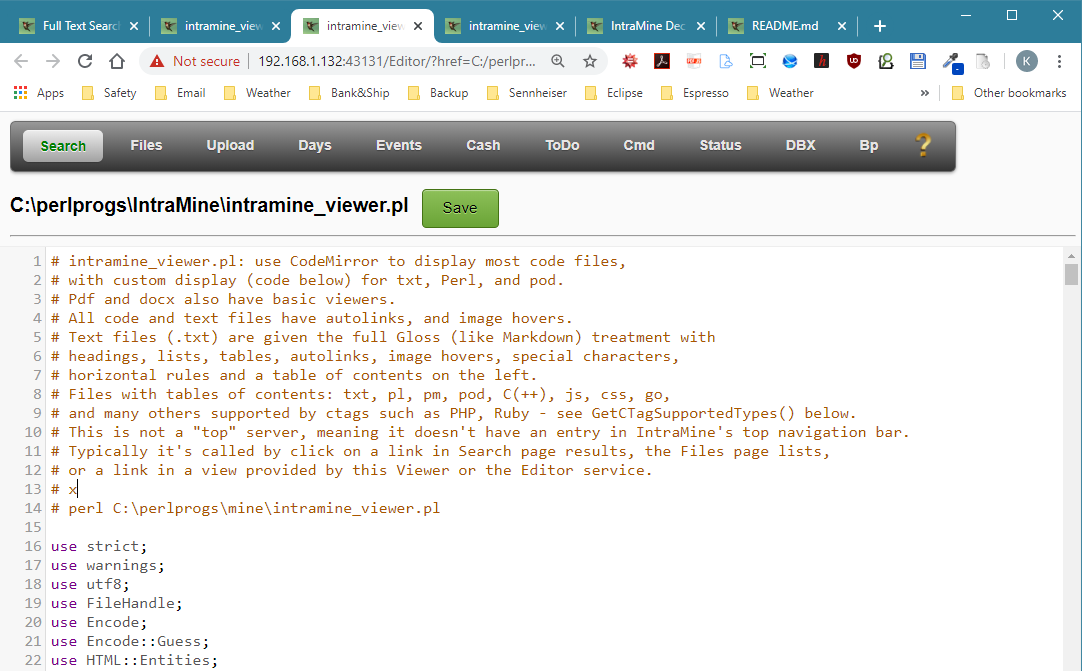 Full Text Search
intramine_view
intramine_view
intramine_view
IntraMine Dec
README.md
Not secure
192.168.1.132:43131/Editor/?href=C:/perlpr...
K
Apps
Safety
Email
Weather
Bank&Ship
Backup
Sennheiser
Eclipse
Espresso
Weather
»
Other bookmarks
Search
Files
Upload
Days
Events
Cash
ToDo
Cmd
Status
DBX
Bp
?
C:\perlprogs\IntraMine\intramine_viewer.pl
Save
1 # intramine_viewer.pl: use CodeMirror to display most code files,
2 # with custom display (code below) for txt, Perl, and pod.
3 # Pdf and docx also have basic viewers.
4 # All code and text files have autolinks, and image hovers.
5 # Text files (.txt) are given the full Gloss (like Markdown) treatment with
6 # headings, lists, tables, autolinks, image hovers, special characters,
7 # horizontal rules and a table of contents on the left.
8 # Files with tables of contents: txt, pl, pm, pod, C(++), js, css, go,
9 # and many others supported by ctags such as PHP, Ruby - see GetCTagSupportedTypes() below.
10 # This is not a "top" server, meaning it doesn't have an entry in IntraMine's top navigation bar.
11 # Typically it's called by click on a link in Search page results, the Files page lists,
12 # or a link in a view provided by this Viewer or the Editor service.
13 # x
14 # perl C:\perlprogs\mine\intramine_viewer.pl
15
16 use strict;
17 use warnings;
18 use utf8;
19 use FileHandle;
20 use Encode;
21 use Encode::Guess;
22 use HTML::Entities;